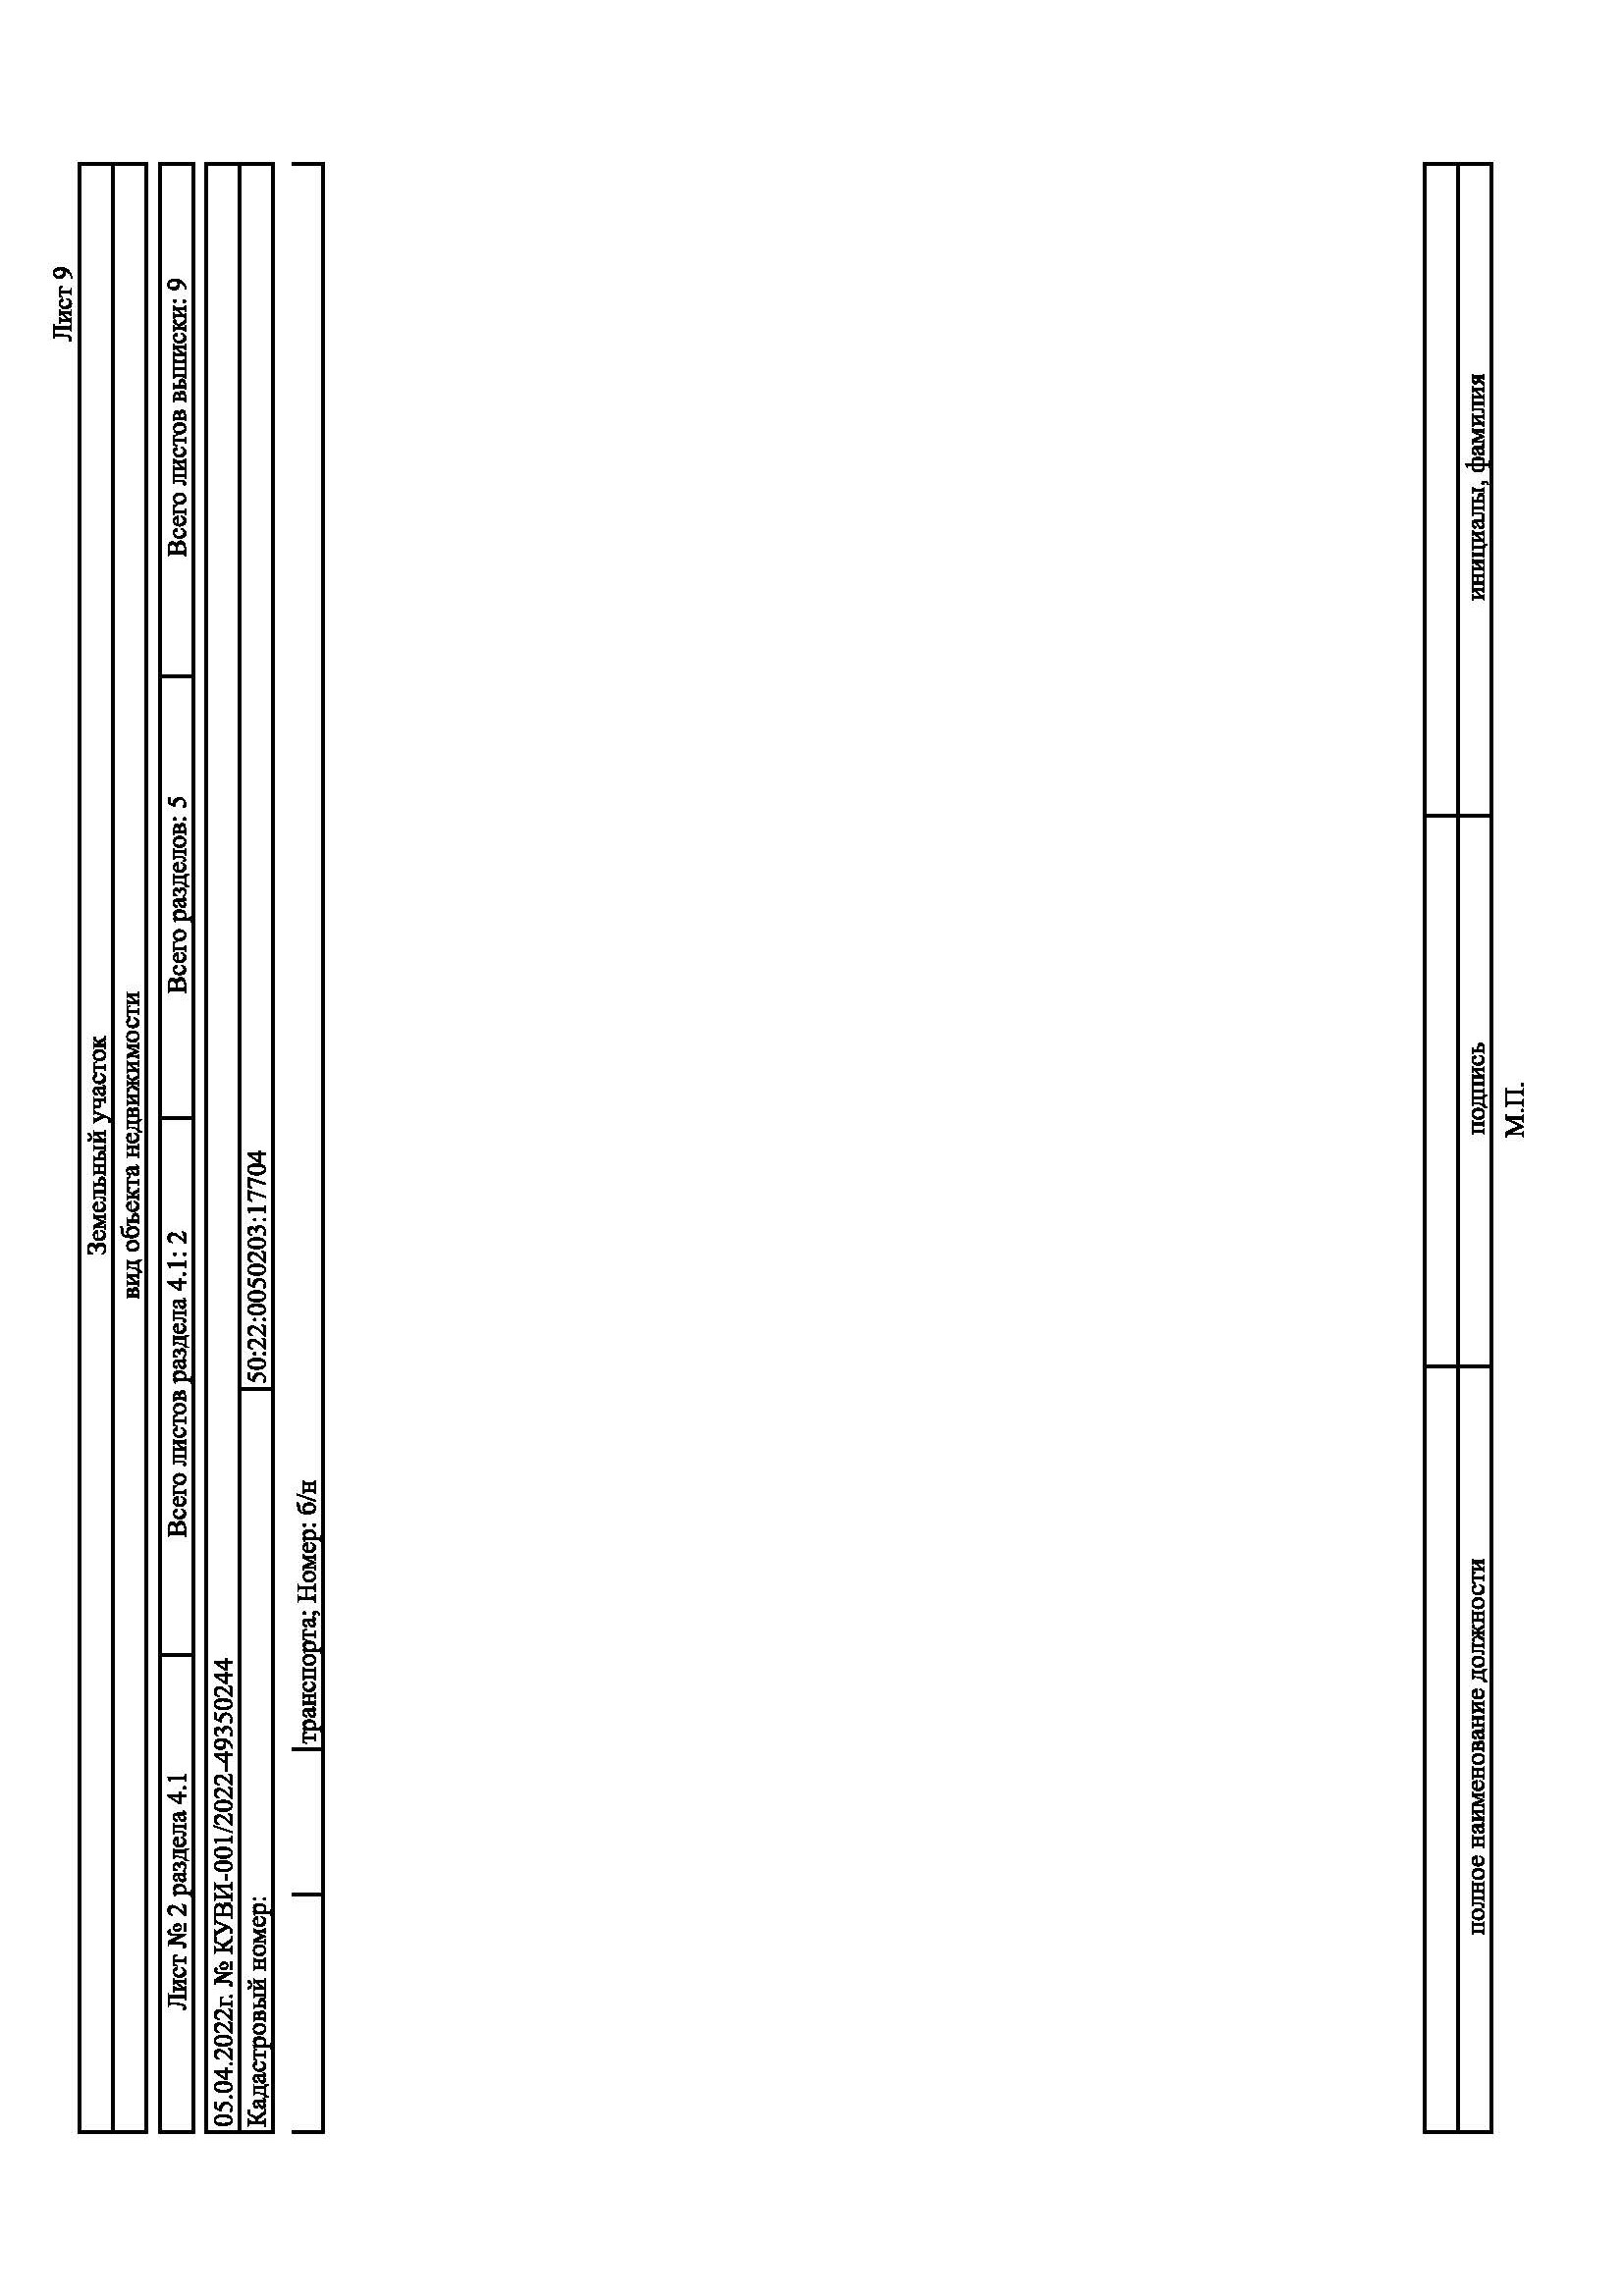 Лист 9
Земельный участок
вид объекта недвижимости
Лист № 2 раздела 4.1 Всего листов раздела 4.1: 2 Всего разделов: 5 Всего листов выписки: 9
05.04.2022г. № КУВИ-001/2022-49350244
Кадастровый номер: 50:22:0050203:17704
транспорта; Номер: б/н
полное наименование должности подпись инициалы, фамилия
М.П.